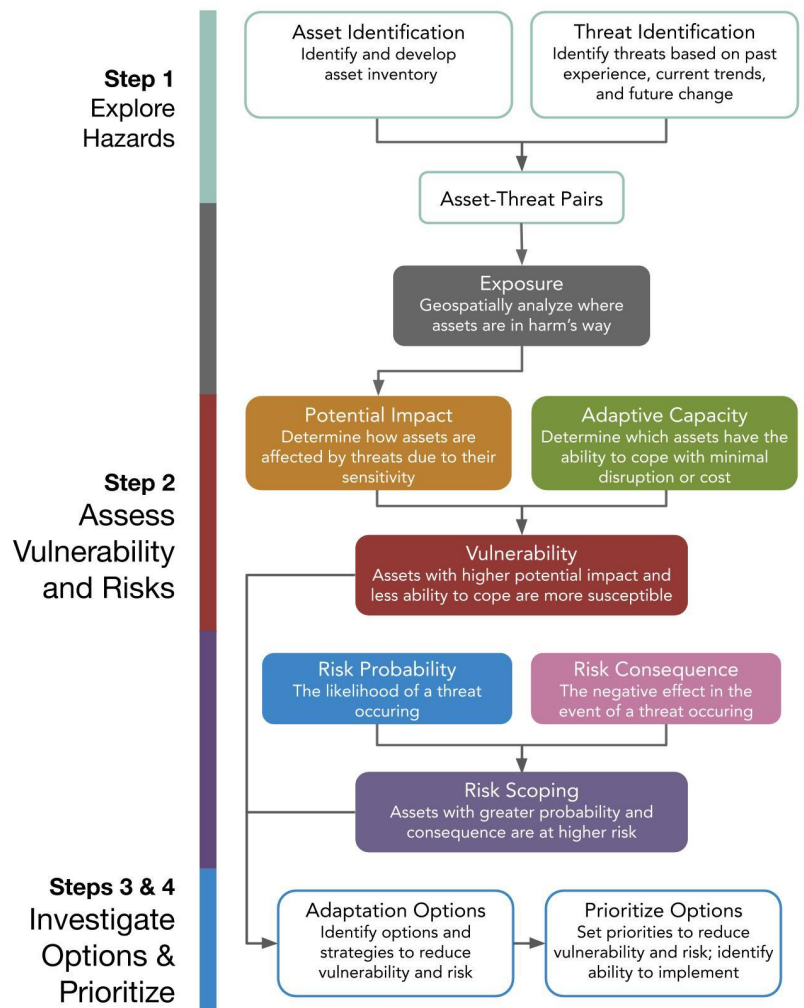 Step 1
Explore
Hazards
Asset Identification
Identify and develop
asset inventory
Threat Identification
Identify threats based on past
experience, current trends,
and future change
Asset-Threat Pairs
Exposure
Geospatially analyze where
assets are in harm's way
Step 2
Assess
Vulnerability
and Risks
Potential Impact
Determine how assets are
affected by threats due to their
sensitivity
Adaptive Capacity
Determine which assets have the
ability to cope with minimal
disruption or cost
Vulnerability
Assets with higher potential impact and
less ability to cope are more susceptible
Risk Probability
The likelihood of a threat
occuring
Risk Consequence
The negative effect in the
event of a threat occuring
Risk Scoping
Assets with greater probability and
consequence are at higher risk
Steps 3 & 4
Investigate
Options &
Prioritize
Adaptation Options
Identify options and
strategies to reduce
vulnerability and risk
Prioritize Options
Set priorities to reduce
vulnerability and risk; identify
ability to implement